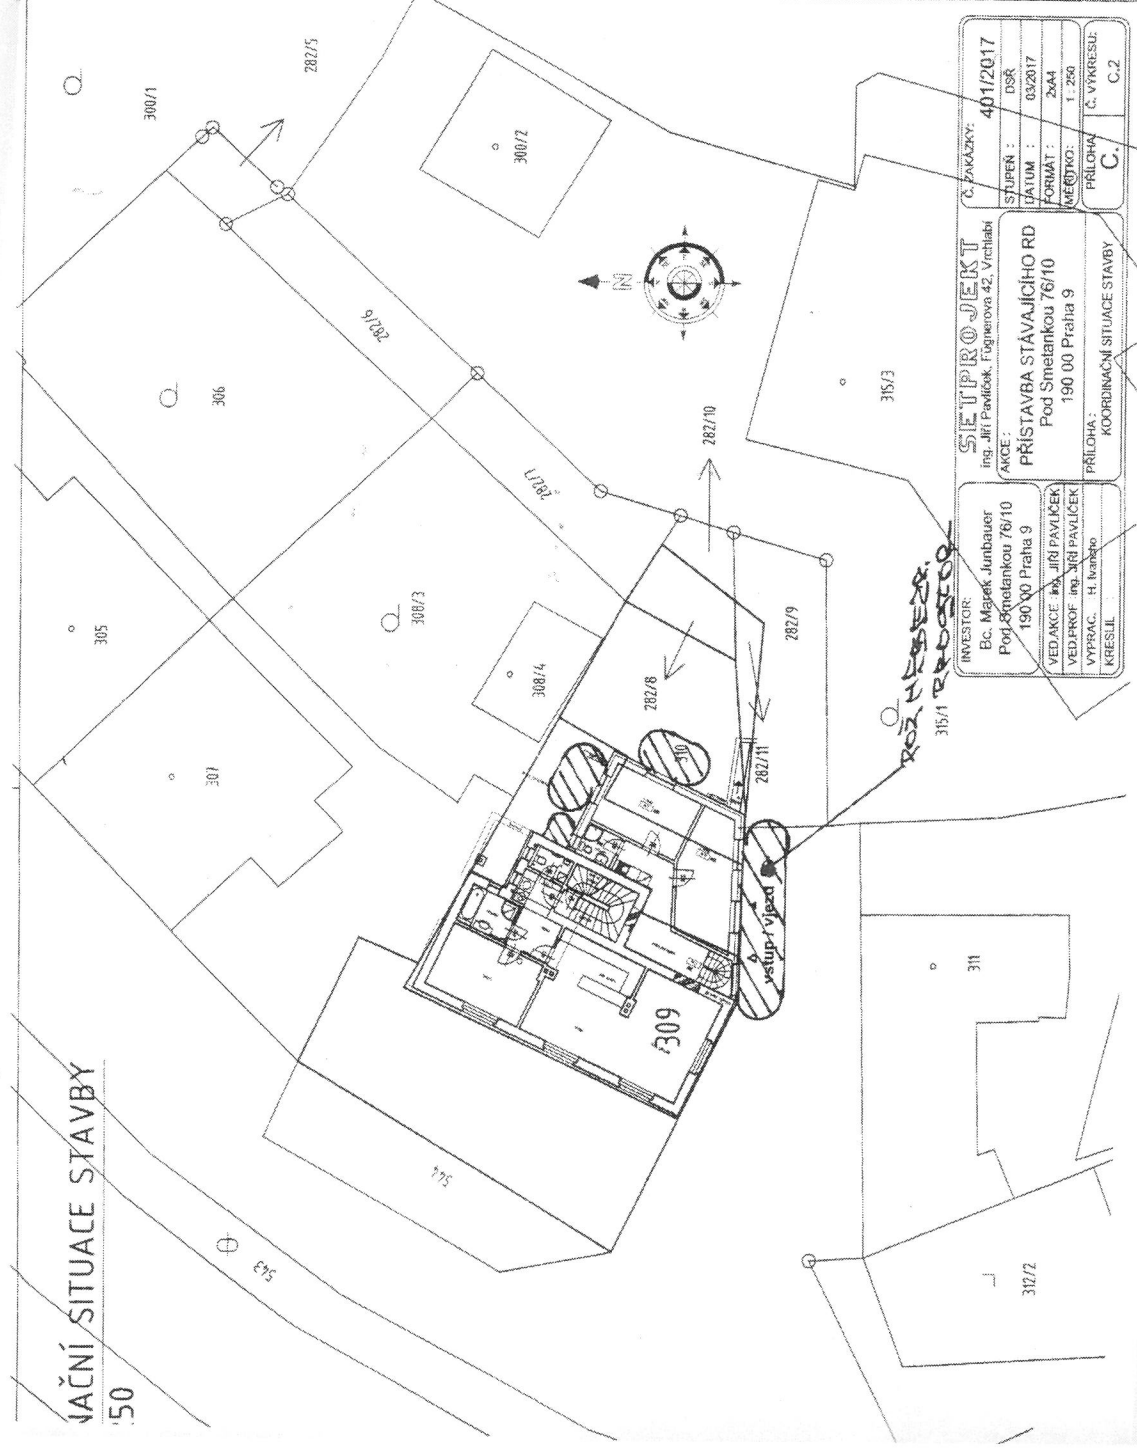 NAČNÍ SITUACE STAVBY
:50
300/1
282/5
300/2
306
282/6
N
315/3
282/7
282/10
305
308/3
308/4
282/8
282/9
307
310
282/11
315/1
vstup / vjezd
309
311
544
543
312/2
SETPROJEKT
ing. Jiří Pavlíček, Fügnerova 42, Vrchlabí
Č. ZAKÁZKY:
401/2017
STUPEŇ : DSŘ
DATUM : 03/2017
FORMÁT : 2xA4
MĚŘÍTKO: 1 : 250
PŘÍLOHA:
C.
Č. VÝKRESU:
C.2
AKCE :
PŘÍSTAVBA STÁVAJÍCÍHO RD
Pod Smetankou 76/10
190 00 Praha 9
PŘÍLOHA :
KOORDINAČNÍ SITUACE STAVBY
INVESTOR:
Bc. Marek Junbauer
Pod Smetankou 76/10
190 00 Praha 9
VED.AKCE ing. JIŘÍ PAVLÍČEK
VED.PROF ing. JIŘÍ PAVLÍČEK
VYPRAC. H. Ivancho
KRESLIL